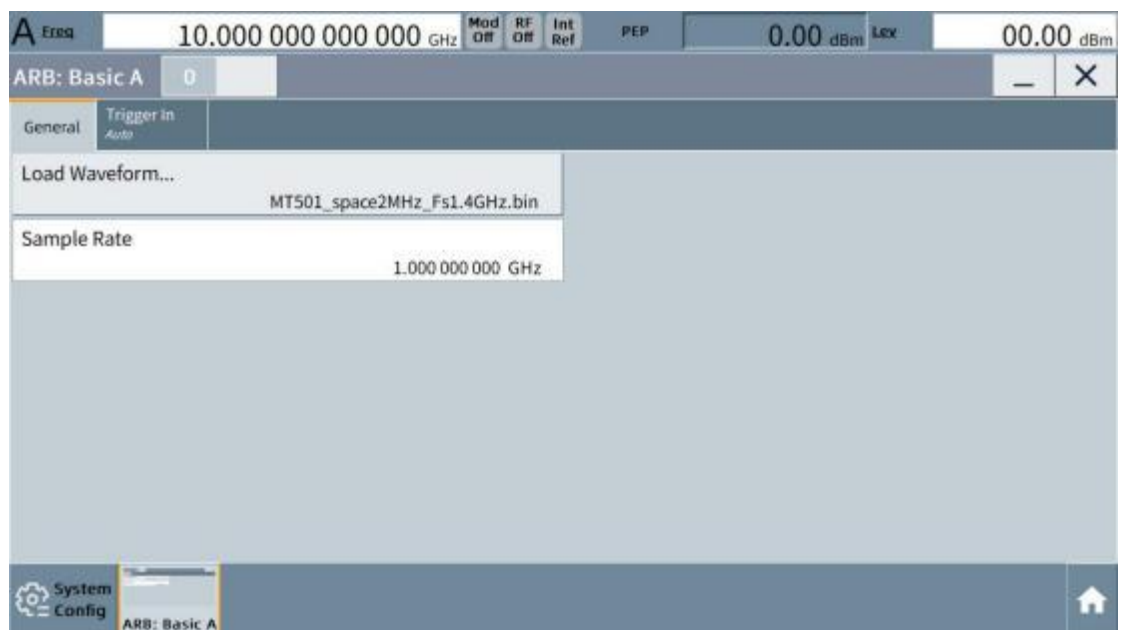 A Freq 10.000 000 000 000 GHz Mod Off RF Off Int Ref PEP 0.00 dBm Lev 00.00 dBm
ARB: Basic A 0
General Trigger In Auto
Load Waveform...
MT501_space2MHz_Fs1.4GHz.bin
Sample Rate
1.000 000 000 GHz
System Config
ARB: Basic A